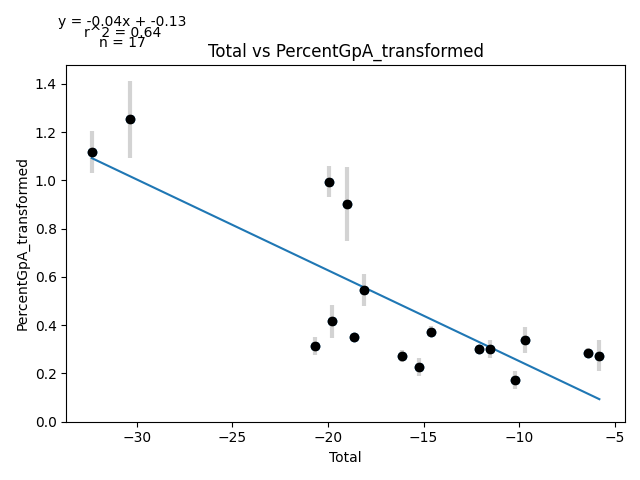 y = -0.04x + -0.13
r^2 = 0.64
n = 17
Total vs PercentGpA_transformed
1.4
1.2
1.0
0.8
0.6
0.4
0.2
0.0
PercentGpA_transformed
−30
−25
−20
−15
−10
−5
Total